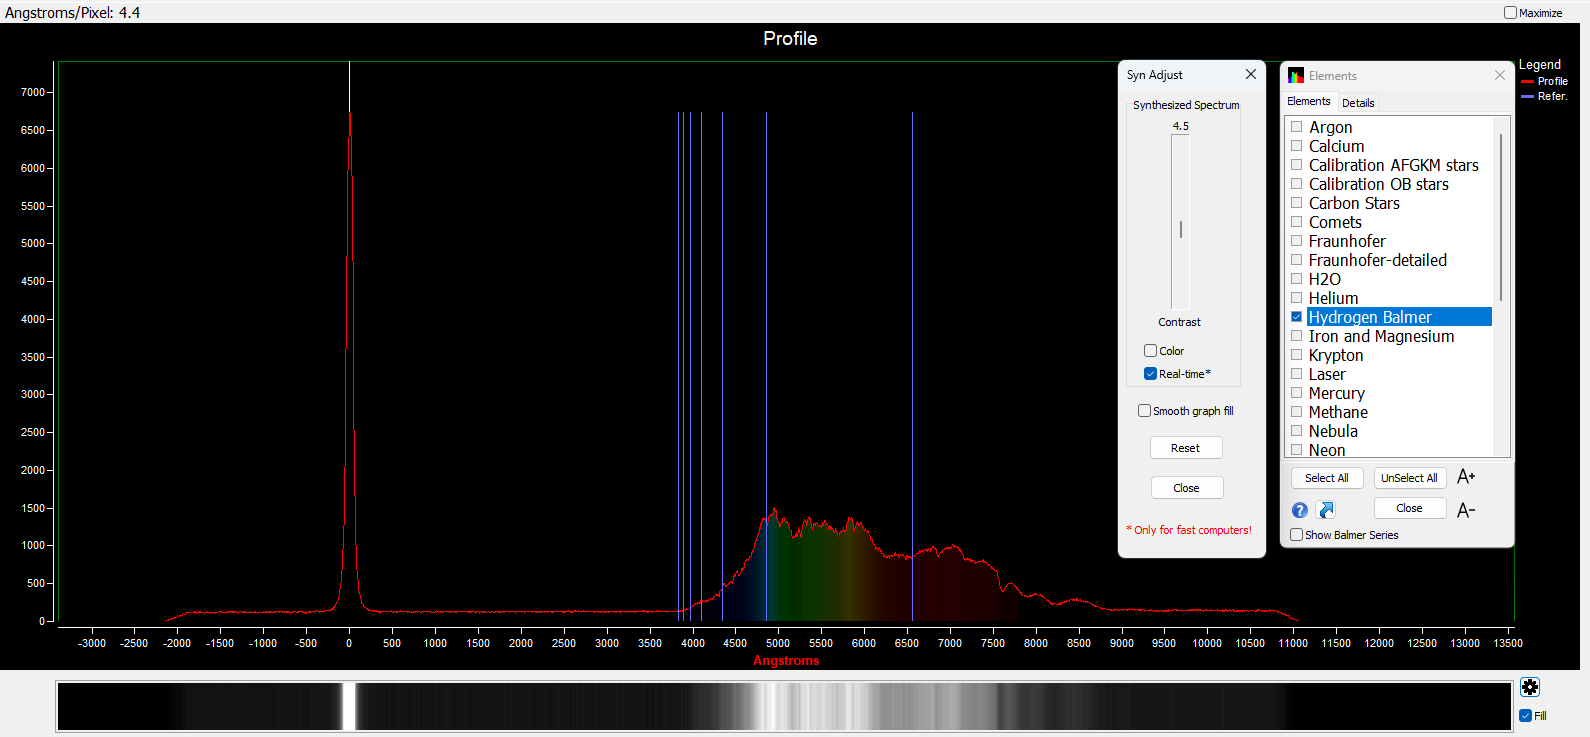 Angstroms/Pixel: 4.4
Maximize
Profile
7000
6500
6000
5500
5000
4500
4000
3500
3000
2500
2000
1500
1000
500
0
-3000 -2500 -2000 -1500 -1000 -500 0 500 1000 1500 2000 2500 3000 3500 4000 4500 5000 5500 6000 6500 7000 7500 8000 8500 9000 9500 10000 10500 11000 11500 12000 12500 13000 13500
Angstroms
Syn Adjust
Synthesized Spectrum
4.5
Contrast
Color
Real-time*
Smooth graph fill
Reset
Close
* Only for fast computers!
Elements
Elements Details
Argon
Calcium
Calibration AFGKM stars
Calibration OB stars
Carbon Stars
Comets
Fraunhofer
Fraunhofer-detailed
H2O
Helium
Hydrogen Balmer
Iron and Magnesium
Krypton
Laser
Mercury
Methane
Nebula
Neon
Select All UnSelect All A+
? Close A-
Show Balmer Series
Legend
Profile
Refer.
Fill